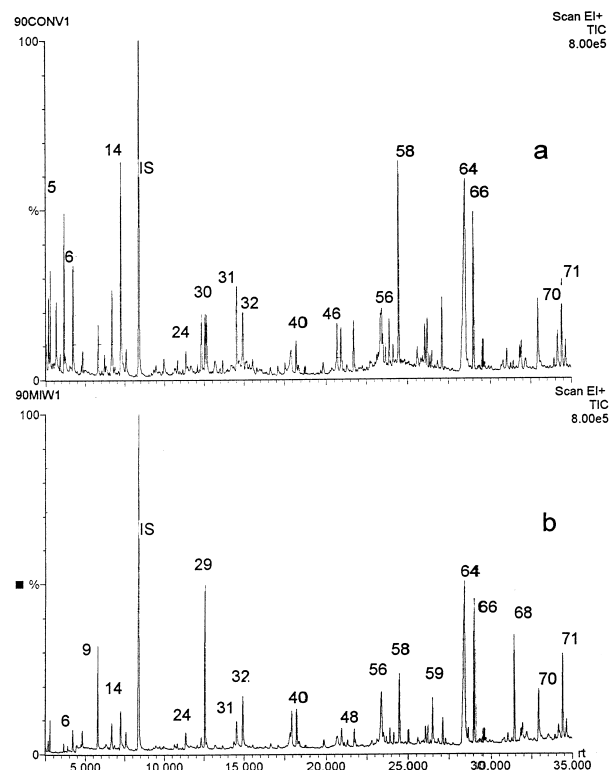 90CONV1
Scan EI+
TIC
8.00e5
100
%
0
5
6
14
IS
24
30
31
32
40
46
56
58
64
66
70
71
a
90MIW1
Scan EI+
TIC
8.00e5
100
%
0
6
9
14
IS
24
29
31
32
40
48
56
58
59
64
66
68
70
71
b
5.000 10.000 15.000 20.000 25.000 30.000 35.000 rt